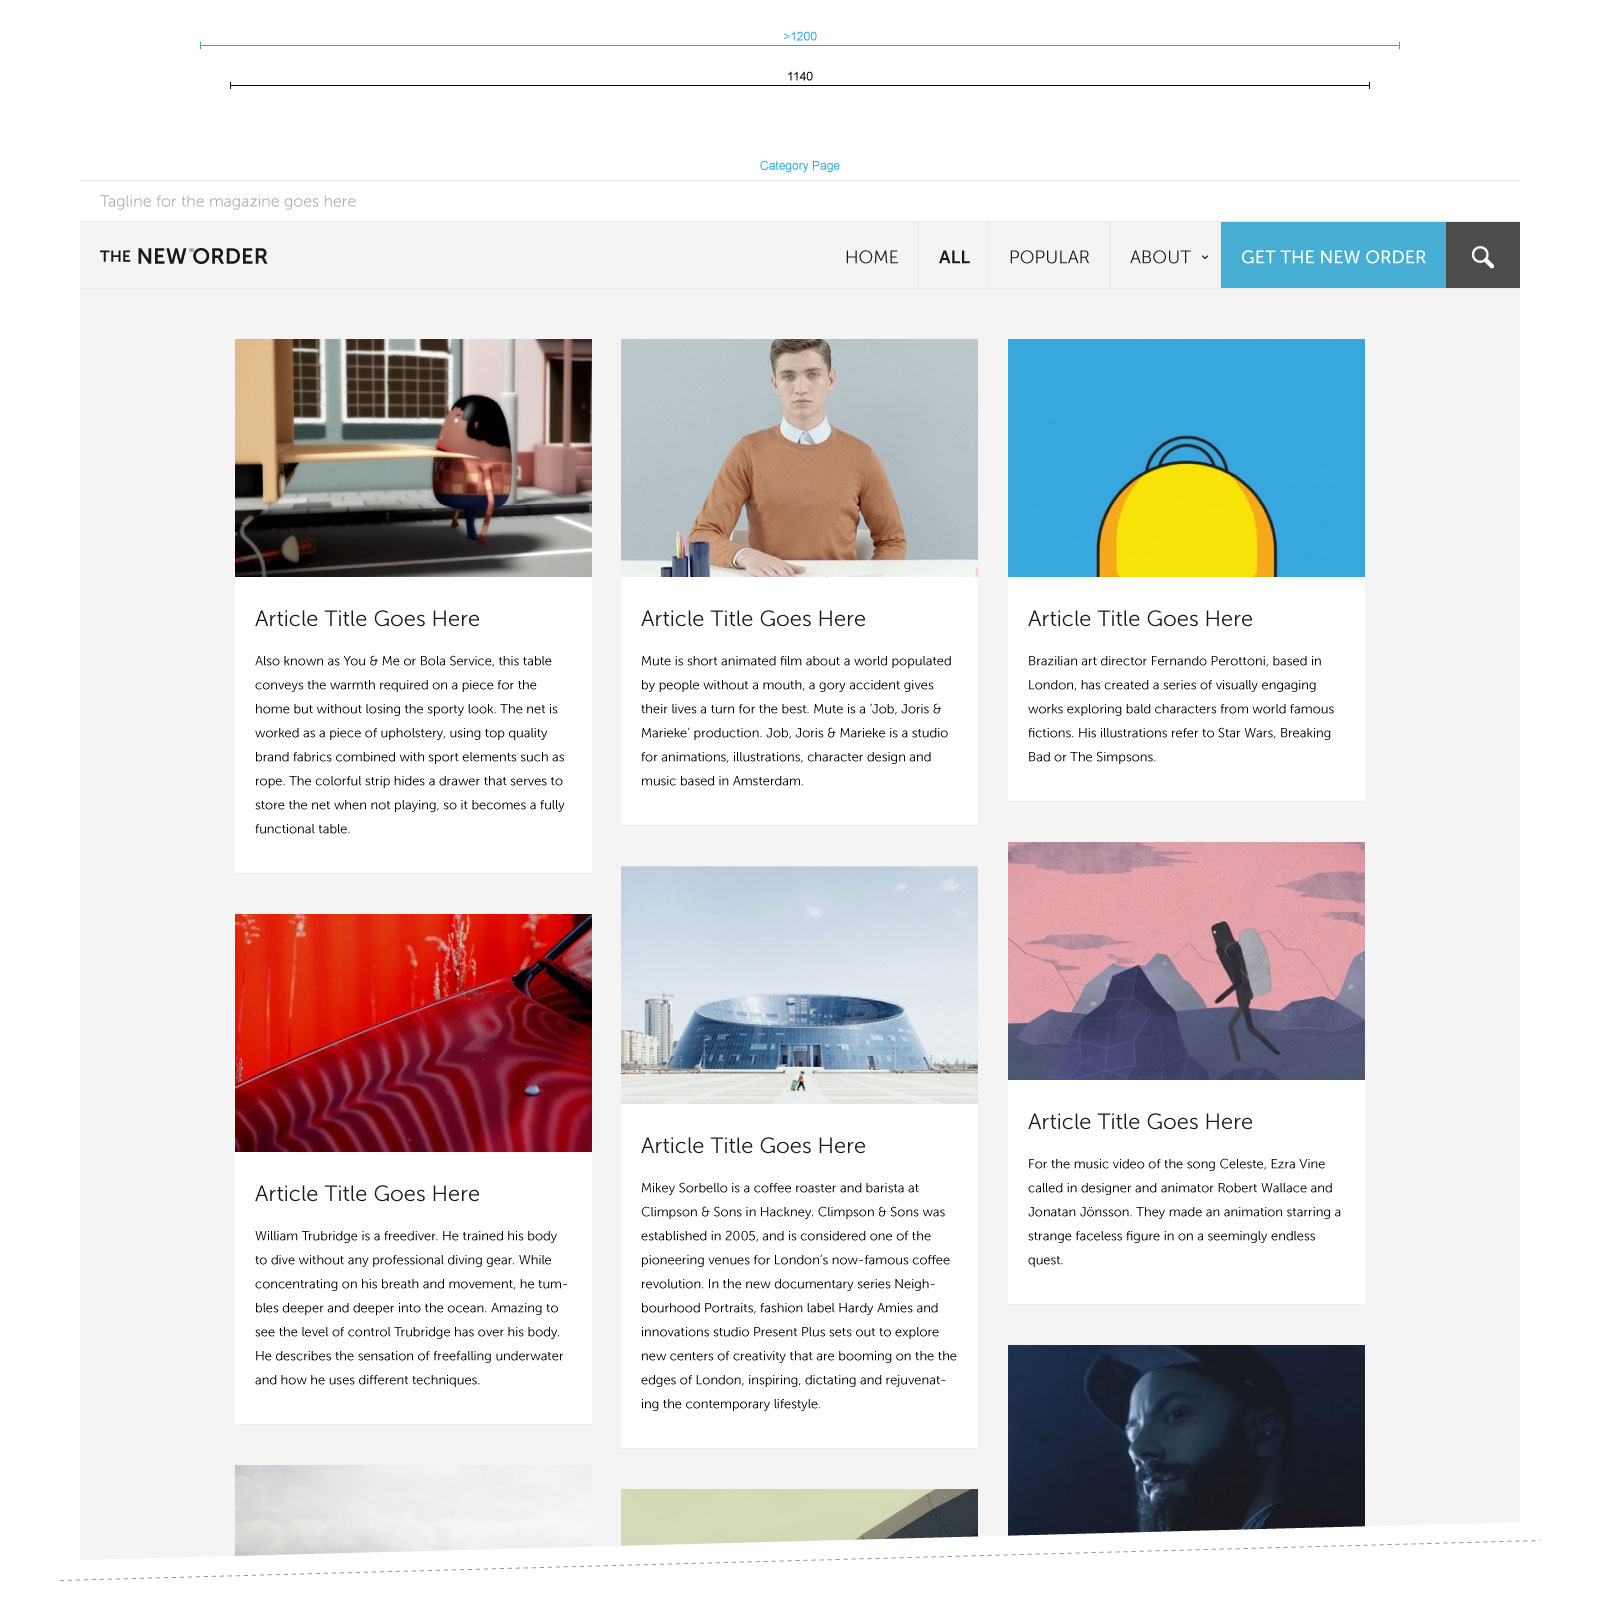 >1200
1140
Category Page
Tagline for the magazine goes here
THE NEW ORDER
HOME
ALL
POPULAR
ABOUT
GET THE NEW ORDER
Article Title Goes Here
Also known as You & Me or Bola Service, this table
conveys the warmth required on a piece for the
home but without losing the sporty look. The net is
worked as a piece of upholstery, using top quality
brand fabrics combined with sport elements such as
rope. The colorful strip hides a drawer that serves to
store the net when not playing, so it becomes a fully
functional table.
Article Title Goes Here
Mute is short animated film about a world populated
by people without a mouth, a gory accident gives
their lives a turn for the best. Mute is a ‘Job, Joris &
Marieke’ production. Job, Joris & Marieke is a studio
for animations, illustrations, character design and
music based in Amsterdam.
Article Title Goes Here
Brazilian art director Fernando Perottoni, based in
London, has created a series of visually engaging
works exploring bald characters from world famous
fictions. His illustrations refer to Star Wars, Breaking
Bad or The Simpsons.
Article Title Goes Here
William Trubridge is a freediver. He trained his body
to dive without any professional diving gear. While
concentrating on his breath and movement, he tum-
bles deeper and deeper into the ocean. Amazing to
see the level of control Trubridge has over his body.
He describes the sensation of freefalling underwater
and how he uses different techniques.
Article Title Goes Here
Mikey Sorbello is a coffee roaster and barista at
Climpson & Sons in Hackney. Climpson & Sons was
established in 2005, and is considered one of the
pioneering venues for London’s now-famous coffee
revolution. In the new documentary series Neigh-
bourhood Portraits, fashion label Hardy Amies and
innovations studio Present Plus sets out to explore
new centers of creativity that are booming on the the
edges of London, inspiring, dictating and rejuvenat-
ing the contemporary lifestyle.
Article Title Goes Here
For the music video of the song Celeste, Ezra Vine
called in designer and animator Robert Wallace and
Jonatan Jönsson. They made an animation starring a
strange faceless figure in on a seemingly endless
quest.